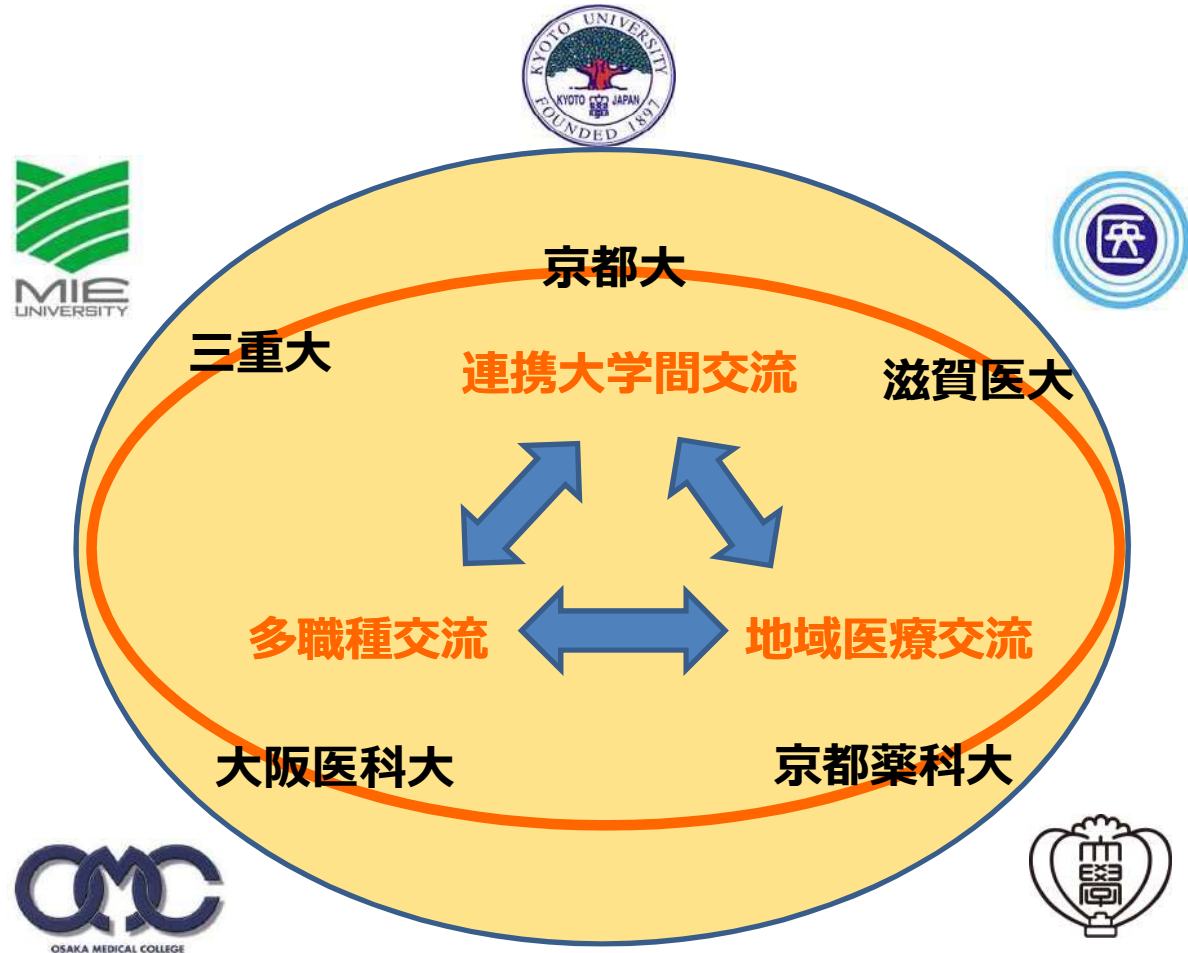 KYOTO UNIVERSITY
KYOTO JAPAN
FOUNDED 1897
MIE
UNIVERSITY
医
京都大
三重大
連携大学間交流
滋賀医大
多職種交流
地域医療交流
大阪医科大
京都薬科大
OMC
OSAKA MEDICAL COLLEGE